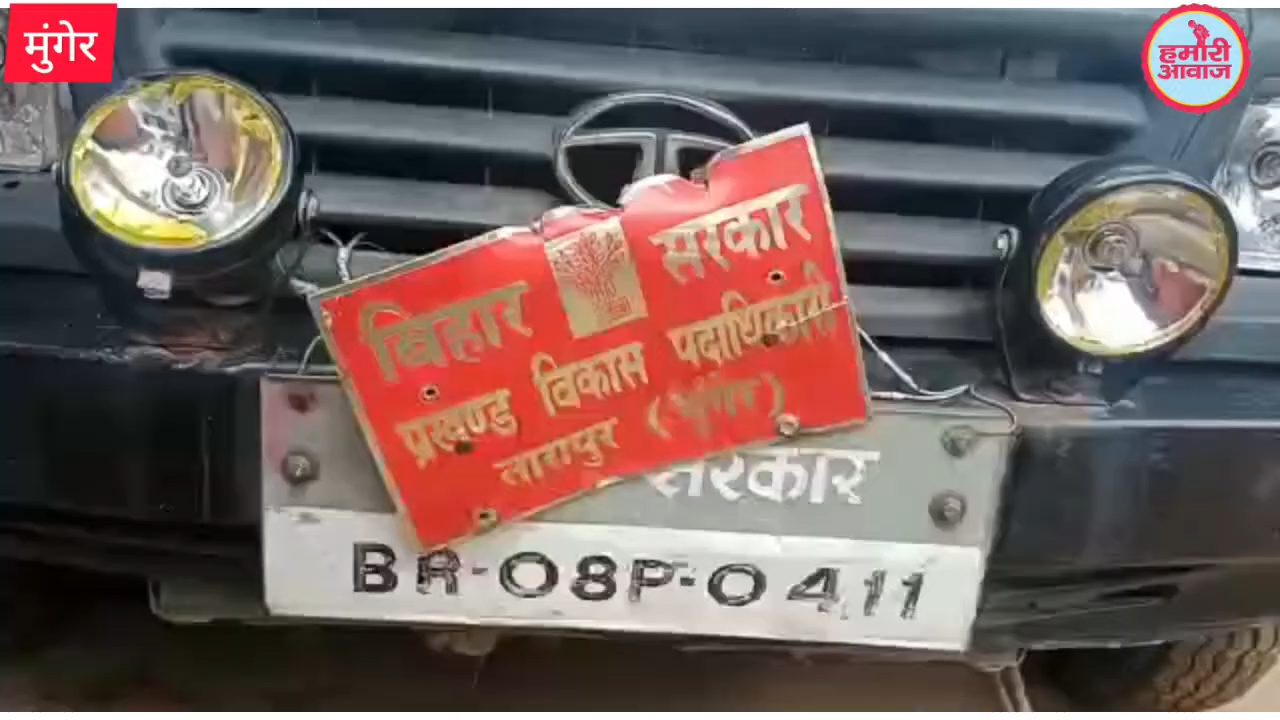 मुंगेर
हमारी
आवाज
बिहार सरकार
प्रखण्ड विकास पदाधिकारी
तारापुर (मुंगेर)
सरकार
BR-08P-0411